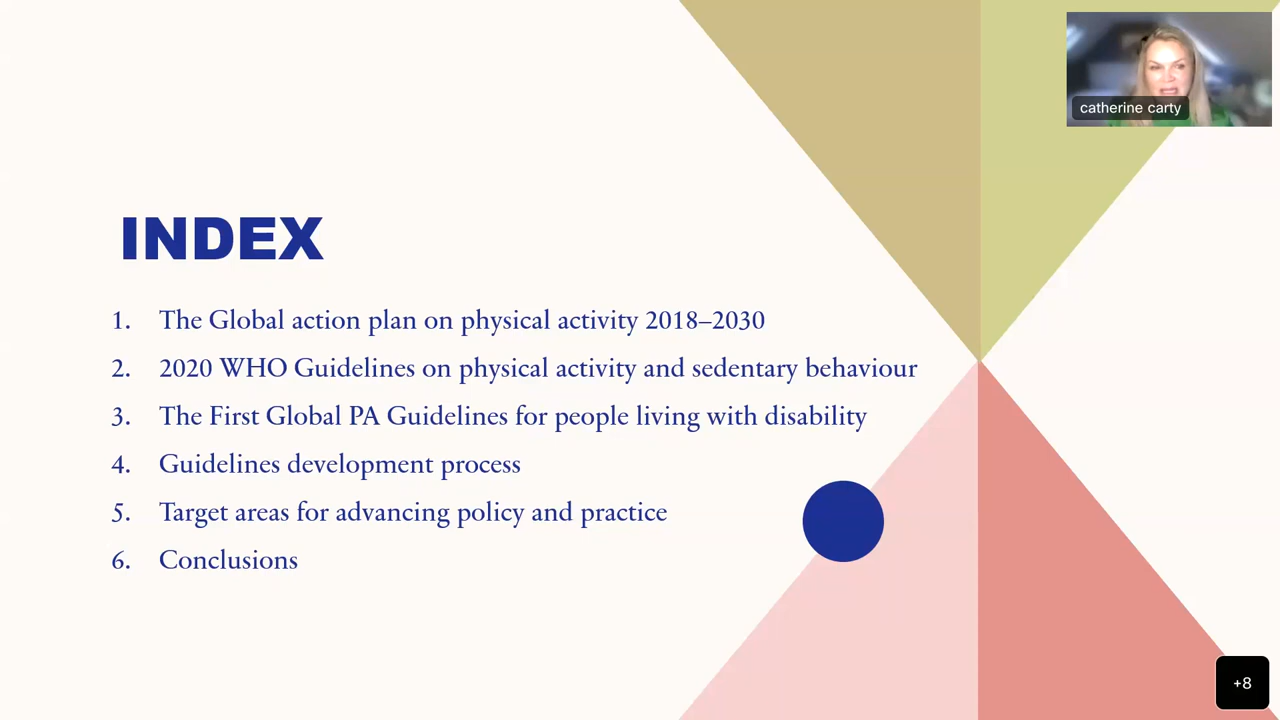 catherine carty
INDEX
1. The Global action plan on physical activity 2018–2030
2. 2020 WHO Guidelines on physical activity and sedentary behaviour
3. The First Global PA Guidelines for people living with disability
4. Guidelines development process
5. Target areas for advancing policy and practice
6. Conclusions
+8